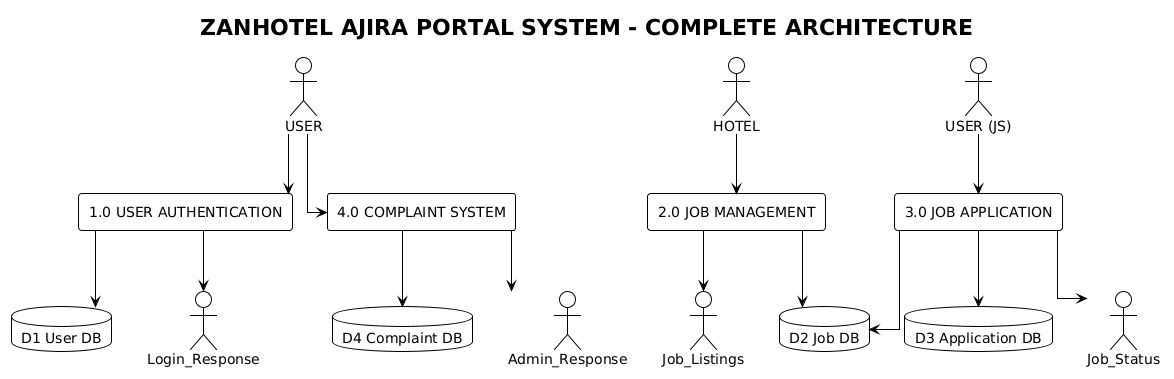 ZANHOTEL AJIRA PORTAL SYSTEM - COMPLETE ARCHITECTURE
USER
HOTEL
USER (JS)
1.0 USER AUTHENTICATION
4.0 COMPLAINT SYSTEM
2.0 JOB MANAGEMENT
3.0 JOB APPLICATION
D1 User DB
Login_Response
D4 Complaint DB
Admin_Response
Job_Listings
D2 Job DB
D3 Application DB
Job_Status